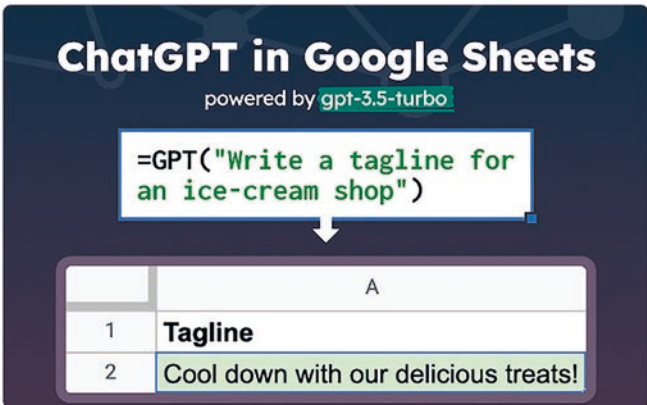 ChatGPT in Google Sheets
powered by gpt-3.5-turbo
=GPT("Write a tagline for
an ice-cream shop")
A
1 Tagline
2 Cool down with our delicious treats!